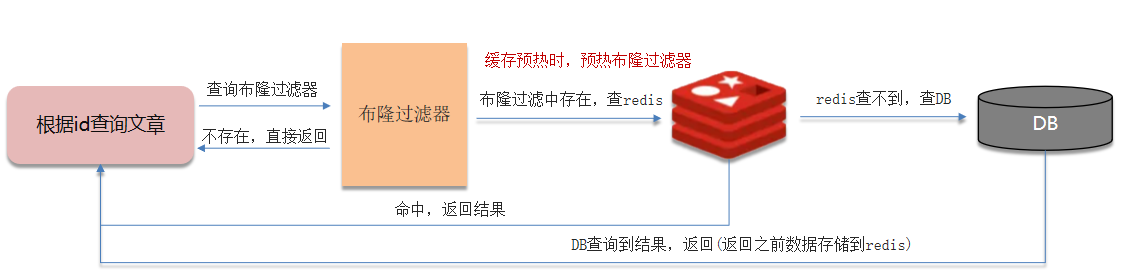 缓存预热时，预热布隆过滤器
查询布隆过滤器
根据id查询文章
不存在，直接返回
布隆过滤器
布隆过滤中存在，查redis
redis查不到，查DB
DB
命中，返回结果
DB查询到结果，返回(返回之前数据存储到redis)